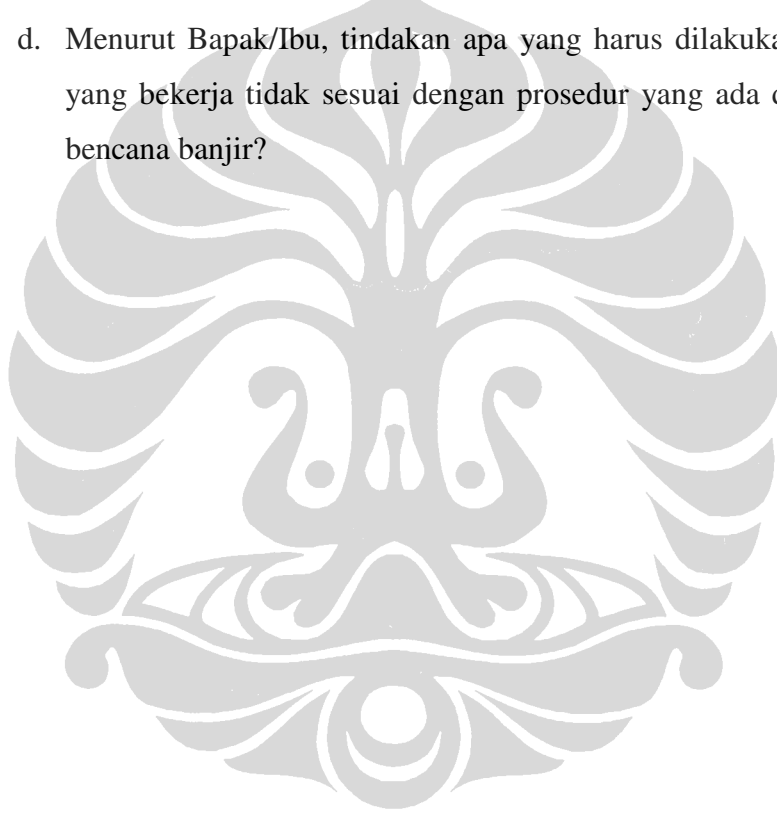 d. Menurut Bapak/Ibu, tindakan apa yang harus dilakuka
yang bekerja tidak sesuai dengan prosedur yang ada
bencana banjir?